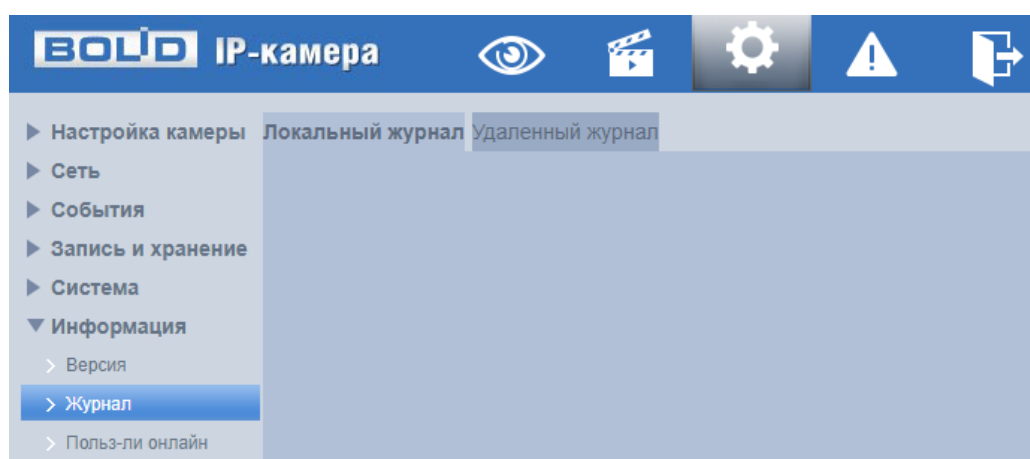 BOLID IP-камера
Настройка камеры
Локальный журнал
Удаленный журнал
Сеть
События
Запись и хранение
Система
Информация
Версия
Журнал
Польз-ли онлайн